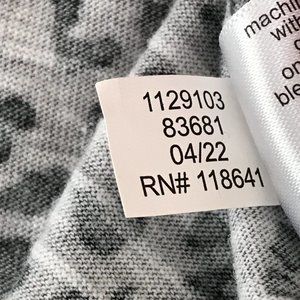 1129103
83681
04/22
RN# 118641
machi
with
on
ble